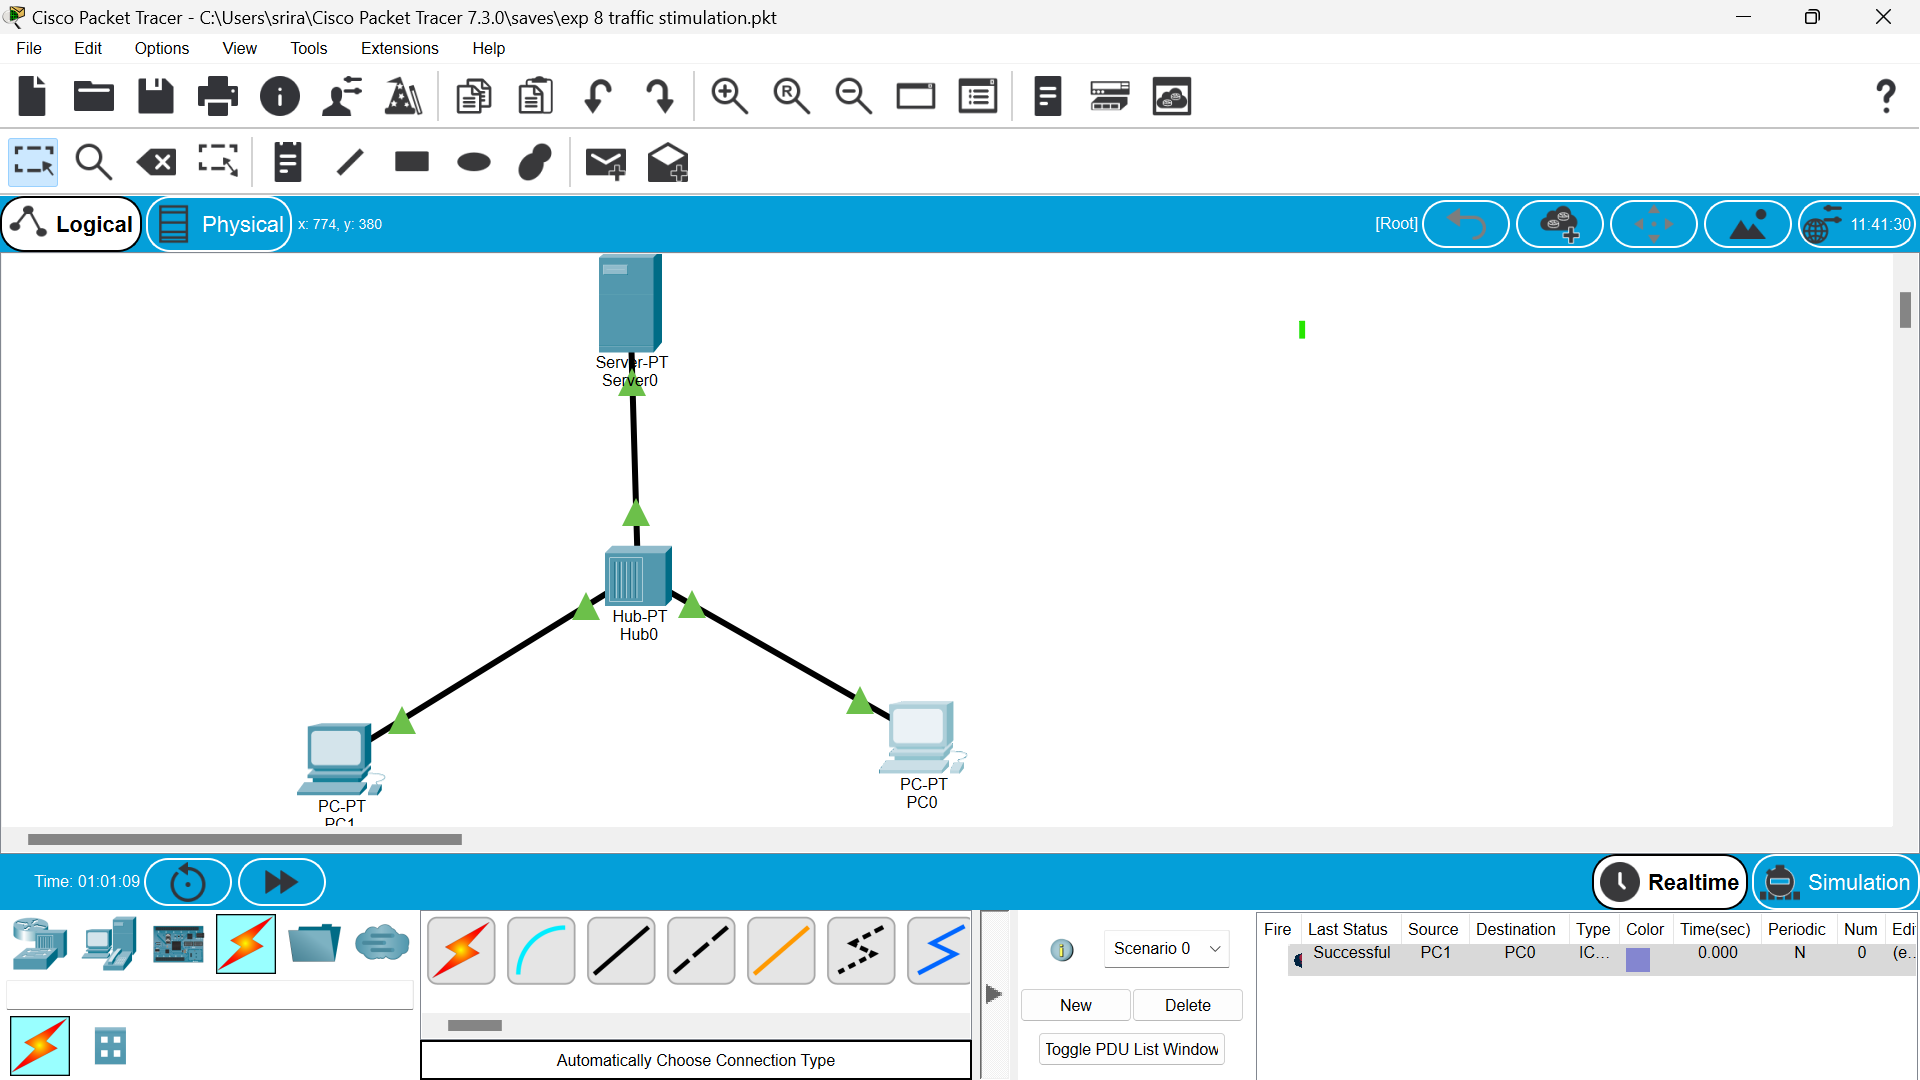 Cisco Packet Tracer - C:\Users\srira\Cisco Packet Tracer 7.3.0\saves\exp 8 traffic stimulation.pkt
File Edit Options View Tools Extensions Help
Logical Physical x: 774, y: 380 [Root] 11:41:30
Server-PT
Server0
Hub-PT
Hub0
PC-PT
PC0
PC-PT
PC1
Time: 01:01:09 Realtime Simulation
Fire Last Status Source Destination Type Color Time(sec) Periodic Num Edi
Successful PC1 PC0 IC... 0.000 N 0 (e...
Scenario 0
New Delete
Toggle PDU List Window
Automatically Choose Connection Type